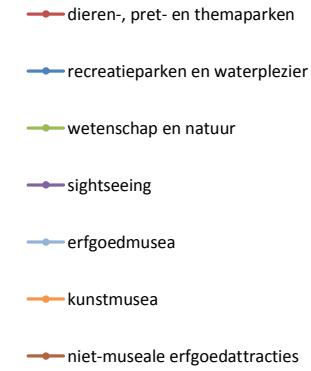 dieren-, pret- en themaparken
recreatieparken en waterplezier
wetenschap en natuur
sightseeing
erfgoedmusea
kunstmusea
niet-museale erfgoedattracties